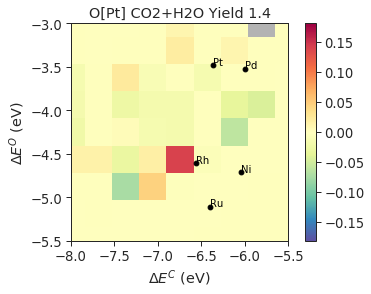 O[Pt] CO2+H2O Yield 1.4
−3.0
−3.5
−4.0
−4.5
−5.0
−5.5
ΔE^O (eV)
Pt
Pd
Rh
Ni
Ru
−8.0 −7.5 −7.0 −6.5 −6.0 −5.5
ΔE^C (eV)
0.15
0.10
0.05
0.00
−0.05
−0.10
−0.15